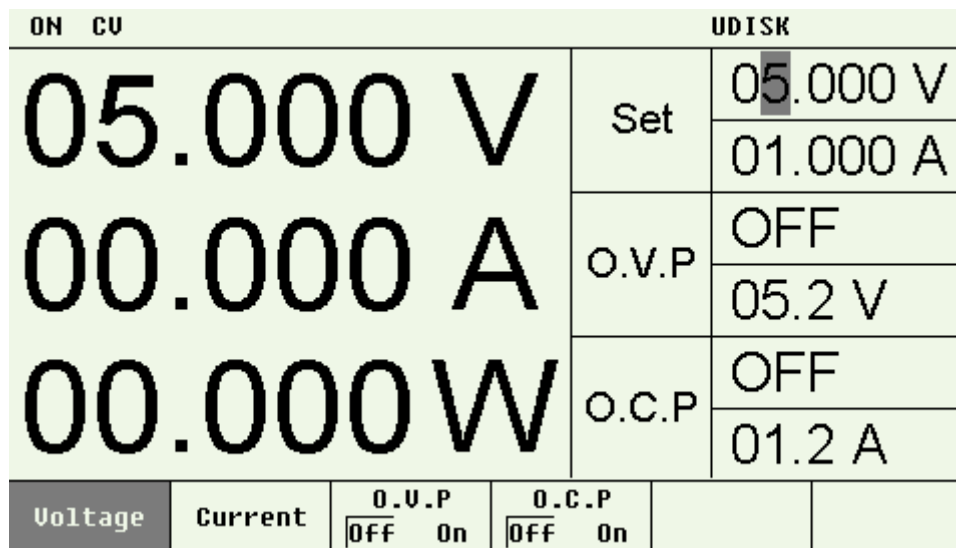 ON CV UDISK
05.000 V
00.000 A
00.000 W
Set
05.000 V
01.000 A
O.V.P
OFF
05.2 V
O.C.P
OFF
01.2 A
Voltage
Current
O.V.P
Off On
O.C.P
Off On